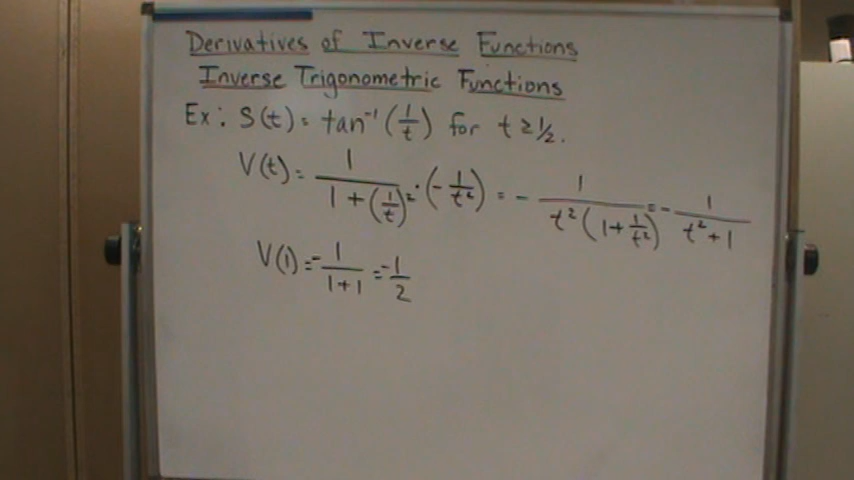 Derivatives of Inverse Functions
Inverse Trigonometric Functions
Ex: S(t) = tan⁻¹(1/t) for t ≥ 1/2.
V(t) = 1/(1+(1/t)²) · (-1/t²) = - 1/(t²(1+1/t²)) = - 1/(t²+1)
V(1) = -1/(1+1) = -1/2